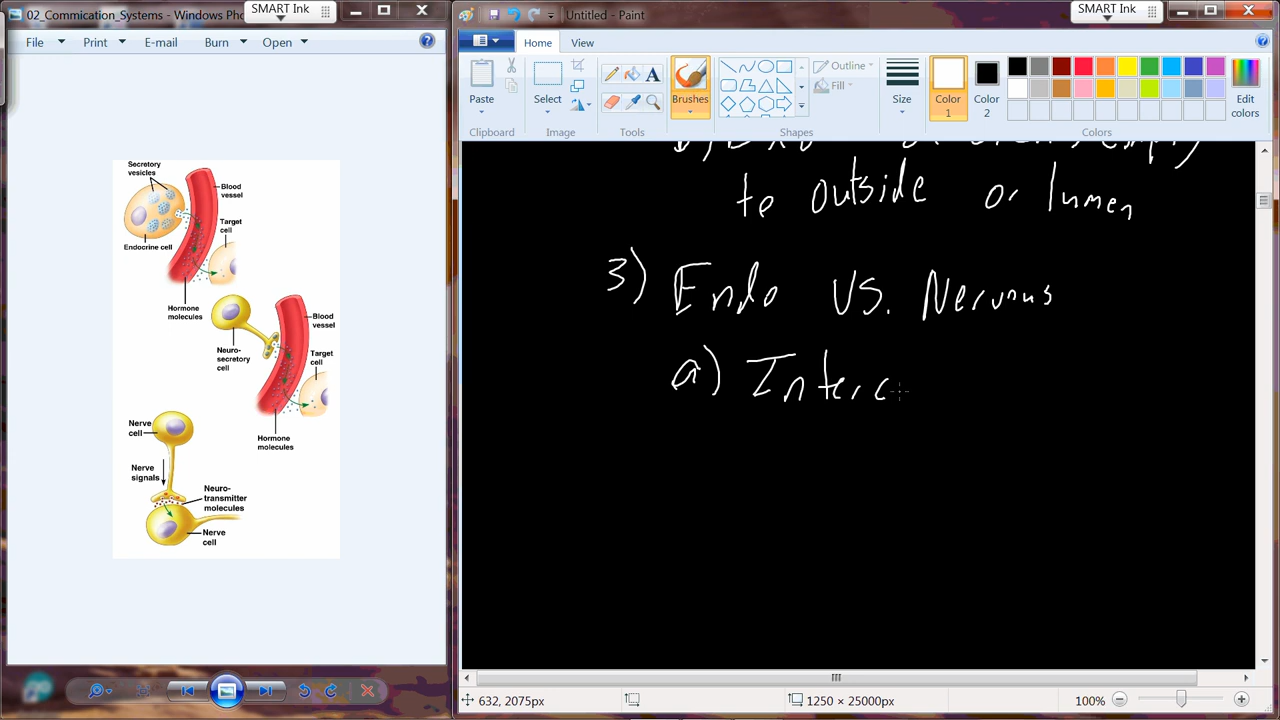 02_Commication_Systems - Windows Pho
SMART Ink
File Print E-mail Burn Open
Secretory
vesicles
Blood
vessel
Target
cell
Endocrine cell
Hormone
molecules
Blood
vessel
Neuro-
secretory
cell
Target
cell
Hormone
molecules
Nerve
cell
Nerve
signals
Neuro-
transmitter
molecules
Nerve
cell
Untitled - Paint
SMART Ink
Home View
Paste
Select
Brushes
Outline
Fill
Size
Color
1
Color
2
Edit
colors
Clipboard Image Tools Shapes Colors
to outside or lumen
3) Endo VS. Nervous
a) Interc
632, 2075px 1250 × 25000px 100%